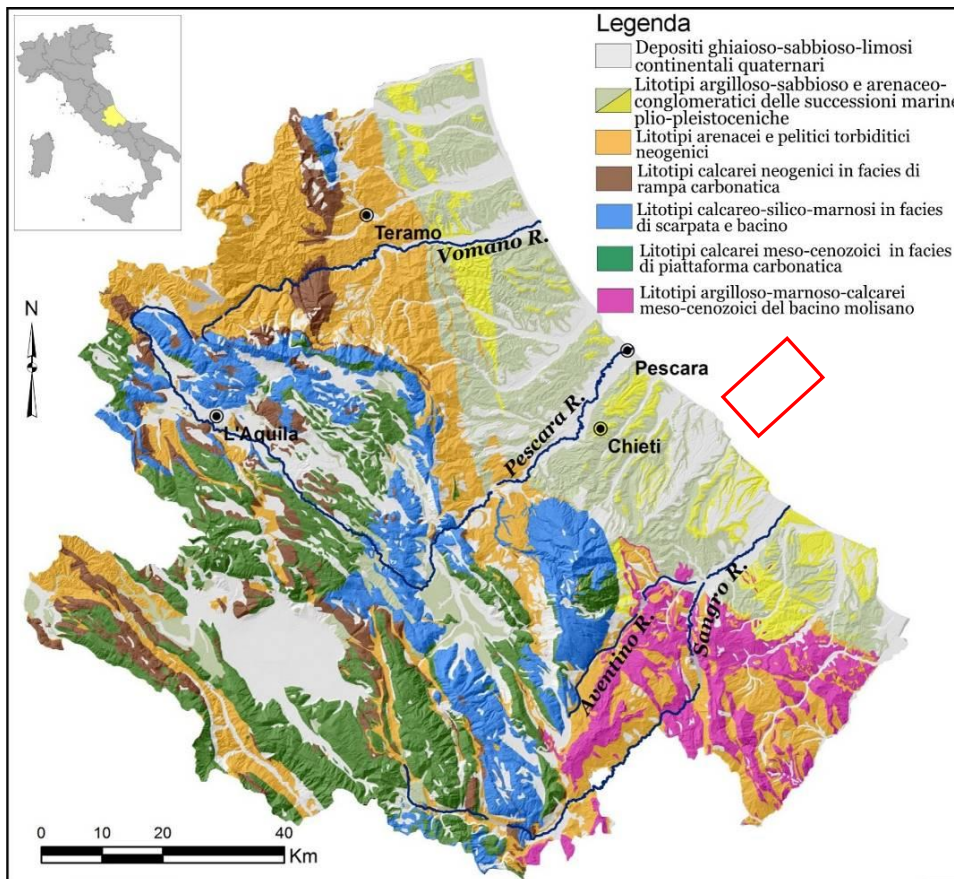 Legenda
Depositi ghiaioso-sabbioso-limosi
continentali quaternari
Litotipi argilloso-sabbioso e arenaceo-
conglomeratici delle successioni marine
plio-pleistoceniche
Litotipi arenacei e pelitici torbiditici
neogenici
Litotipi calcarei neogenici in facies di
rampa carbonatica
Litotipi calcareo-silico-marnosi in facies
di scarpata e bacino
Litotipi calcarei meso-cenozoici in facies
di piattaforma carbonatica
Litotipi argilloso-marnoso-calcarei
meso-cenozoici del bacino molisano
Teramo
Vomano R.
N
Pescara
L'Aquila
Pescara R.
Chieti
Aventino R.
Sangro R.
0 10 20 40
Km